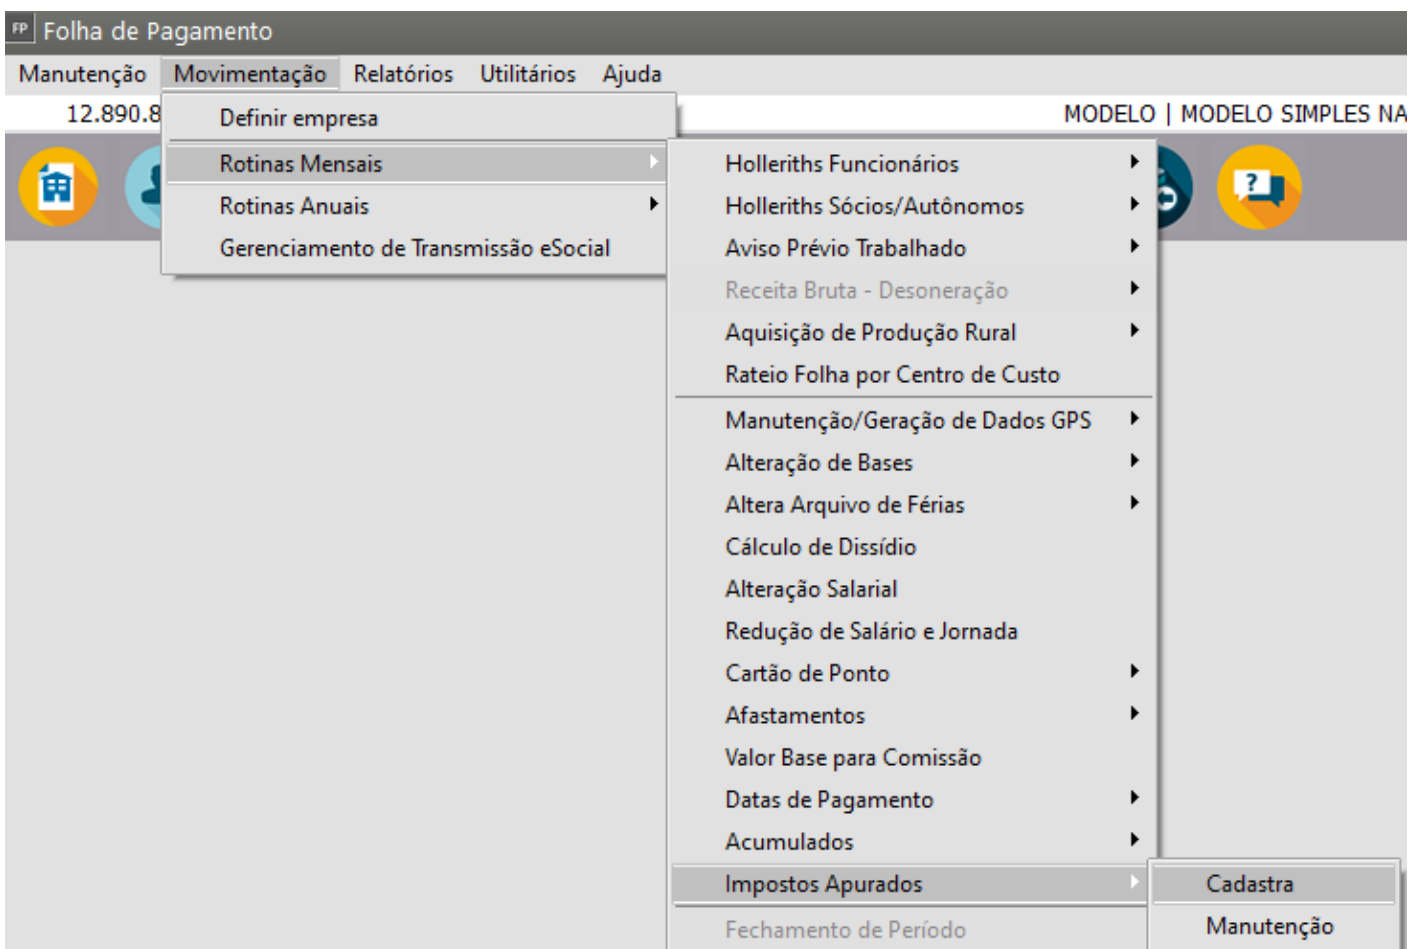 FP Folha de Pagamento
Manutenção Movimentação Relatórios Utilitários Ajuda
12.890.8 MODELO | MODELO SIMPLES NA
Definir empresa
Rotinas Mensais
Rotinas Anuais
Gerenciamento de Transmissão eSocial
Holleriths Funcionários
Holleriths Sócios/Autônomos
Aviso Prévio Trabalhado
Receita Bruta - Desoneração
Aquisição de Produção Rural
Rateio Folha por Centro de Custo
Manutenção/Geração de Dados GPS
Alteração de Bases
Altera Arquivo de Férias
Cálculo de Dissídio
Alteração Salarial
Redução de Salário e Jornada
Cartão de Ponto
Afastamentos
Valor Base para Comissão
Datas de Pagamento
Acumulados
Impostos Apurados
Fechamento de Período
Cadastra
Manutenção